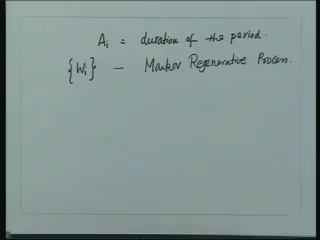 Ai = duration of the period.
{Wi} — Markov Regenerative Process.